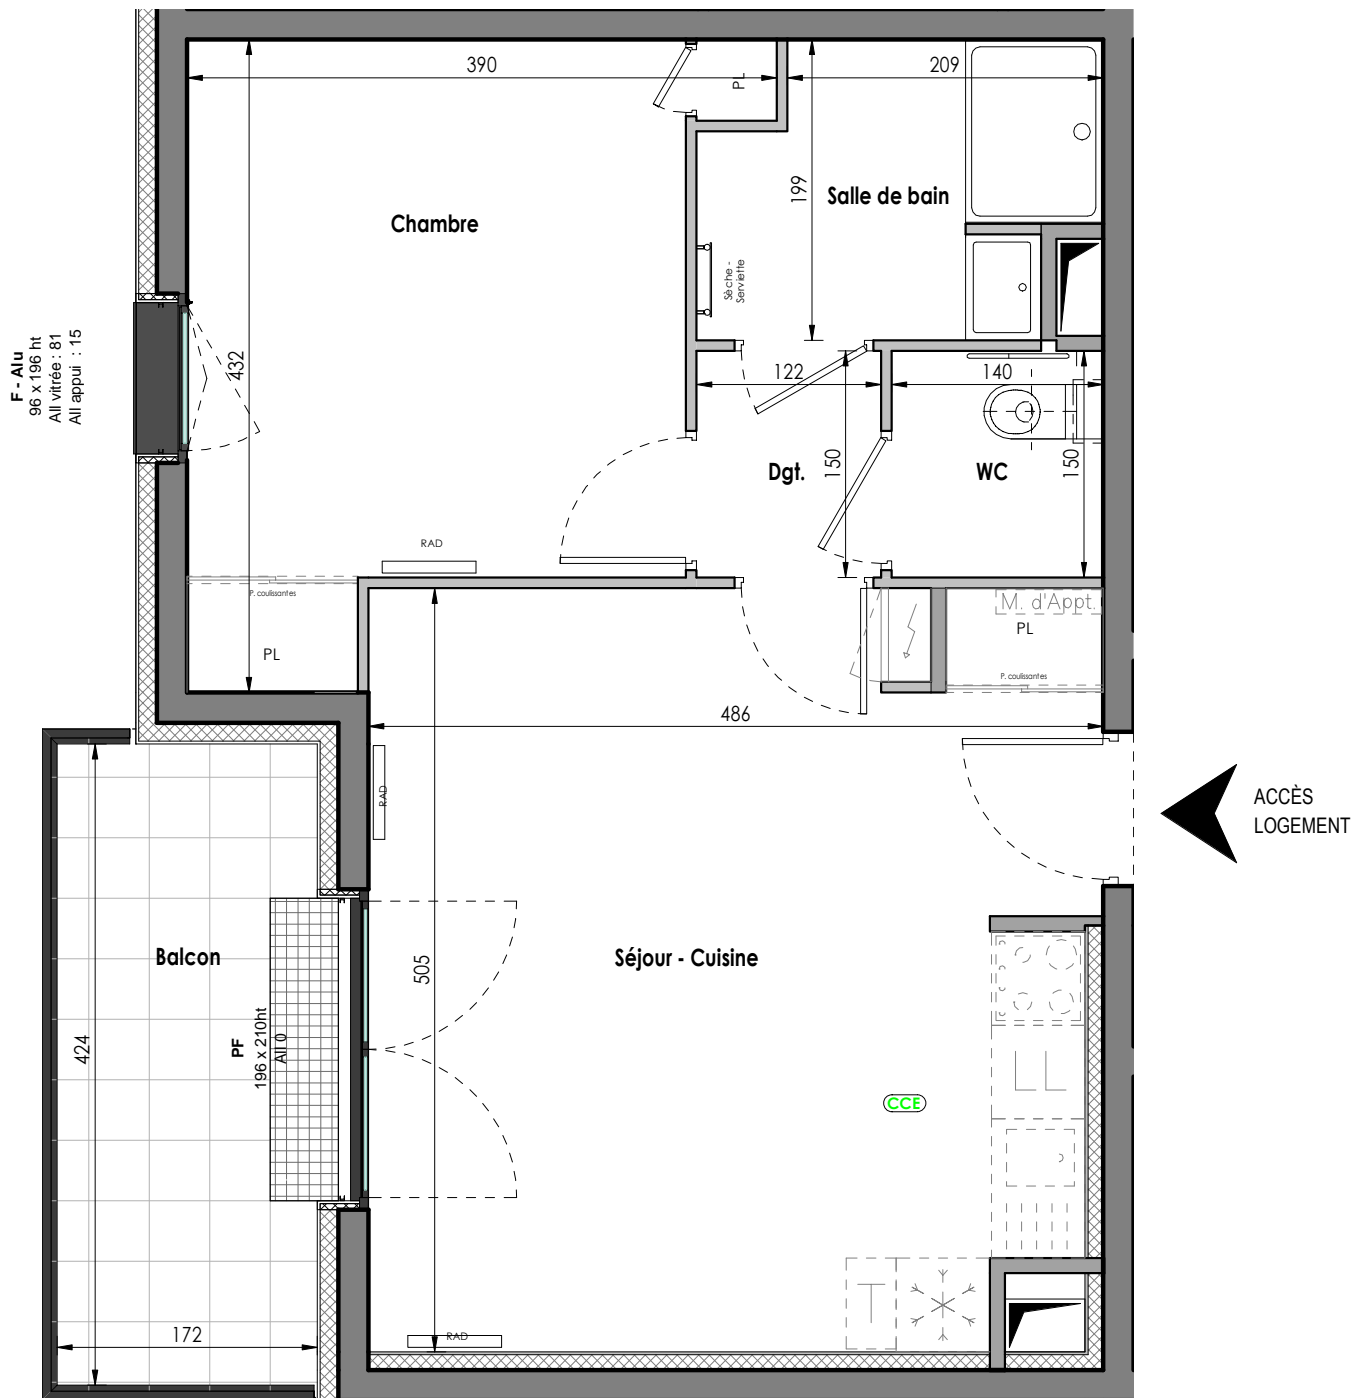 390
PL
209
199
Salle de bain
Chambre
Sèche -
Serviette
F - Alu
96 x 196 ht
All vitrée : 81
All appui : 15
432
122
140
Dgt.
150
WC
150
RAD
P. coulissantes
PL
M. d'Appt.
PL
P. coulissantes
486
RAD
ACCÈS
LOGEMENT
Balcon
Séjour - Cuisine
505
424
PF
196 x 210ht
All 0
LL
CCE
T
172
RAD